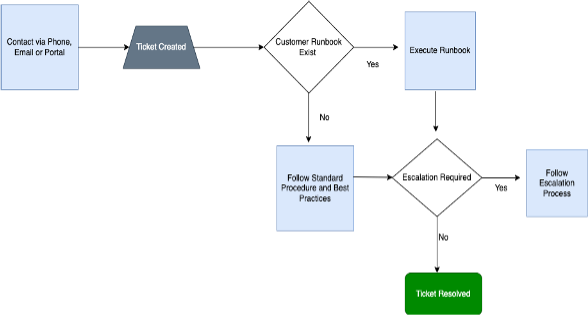 Contact via Phone,
Email or Portal
Ticket Created
Customer Runbook
Exist
Yes
Execute Runbook
No
Follow Standard
Procedure and Best
Practices
Escalation Required
Yes
Follow
Escalation
Process
No
Ticket Resolved